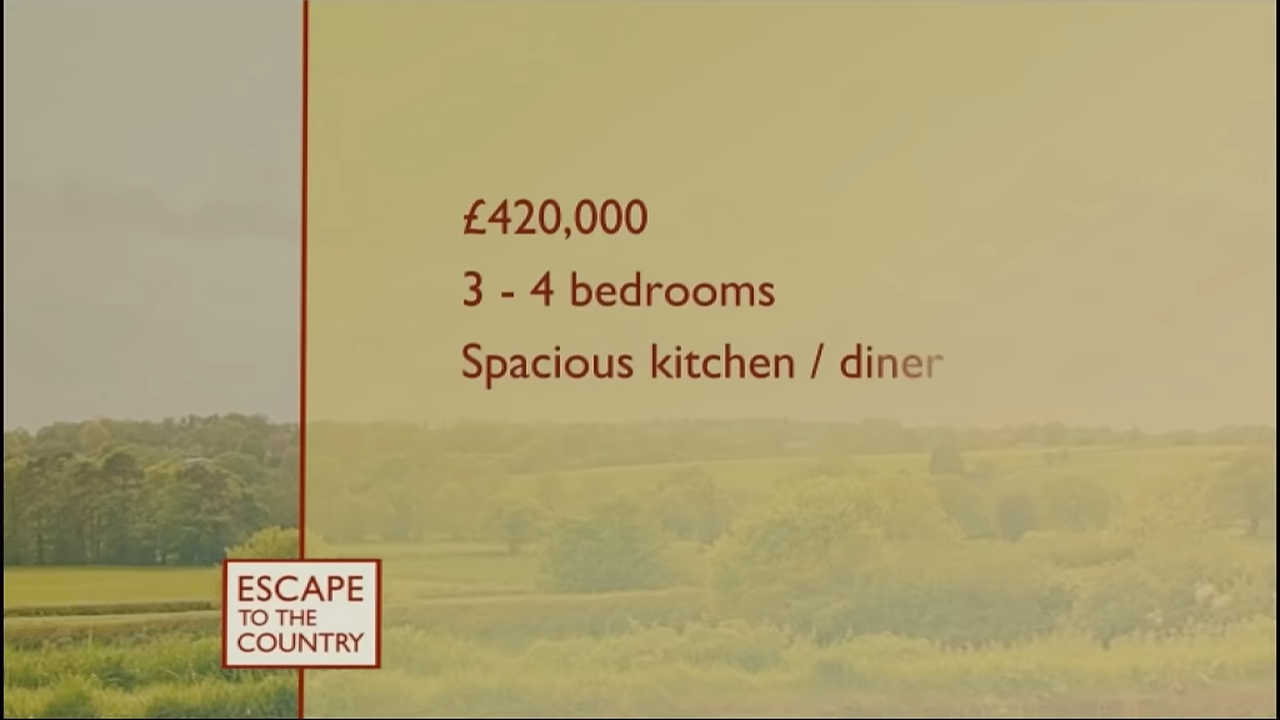 £420,000
3 - 4 bedrooms
Spacious kitchen / diner
ESCAPE
TO THE
COUNTRY